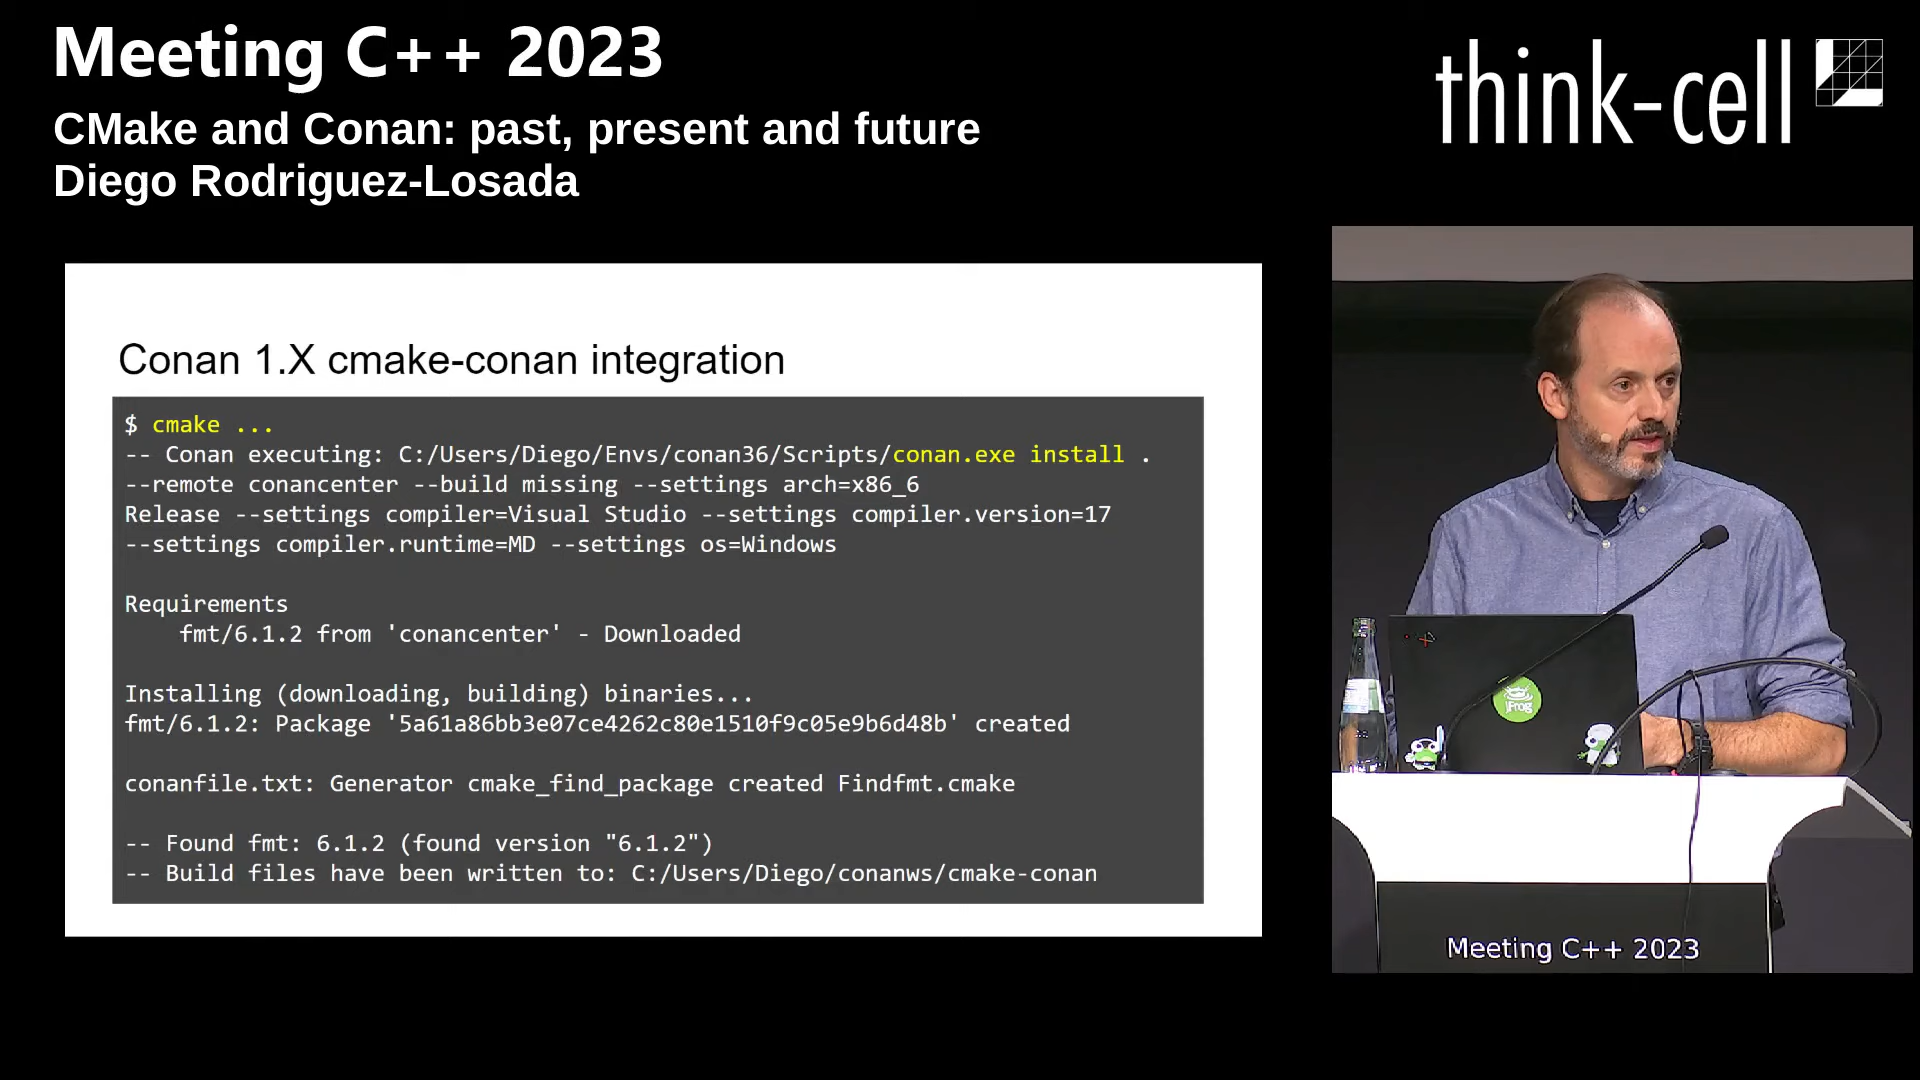 Meeting C++ 2023
CMake and Conan: past, present and future
Diego Rodriguez-Losada
think-cell
Conan 1.X cmake-conan integration
$ cmake ...
-- Conan executing: C:/Users/Diego/Envs/conan36/Scripts/conan.exe install .
--remote conancenter --build missing --settings arch=x86_6
Release --settings compiler=Visual Studio --settings compiler.version=17
--settings compiler.runtime=MD --settings os=Windows
Requirements
fmt/6.1.2 from 'conancenter' - Downloaded
Installing (downloading, building) binaries...
fmt/6.1.2: Package '5a61a86bb3e07ce4262c80e1510f9c05e9b6d48b' created
conanfile.txt: Generator cmake_find_package created Findfmt.cmake
-- Found fmt: 6.1.2 (found version "6.1.2")
-- Build files have been written to: C:/Users/Diego/conanws/cmake-conan
JFrog
Meeting C++ 2023